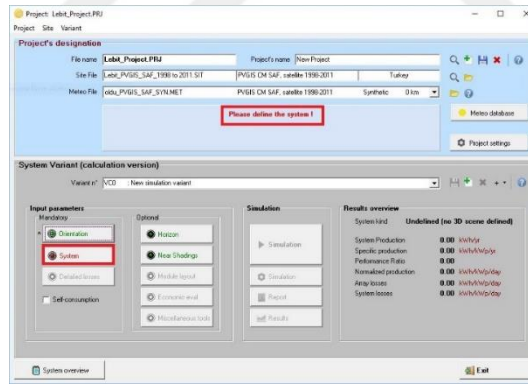 Project: Lebit_Project.PRJ
Project Site Variant
Project's designation
File name Lebit_Project.PRJ Project's name New Project
Site File Lebit_PVGIS_SAF_1998 to 2011.SIT PVGIS CM SAF, satelite 1998-2011 Turkey
Meteo File oldu_PVGIS_SAF_SYN.MET PVGIS CM SAF, satelite 1998-2011 Synthetic 0 km
Please define the system !
Meteo database
Project settings
System Variant (calculation version)
Variant n° VC0 : New simulation variant
Input parameters Simulation Results overview
Mandatory Optional
System kind Undefined (no 3D scene defined)
Orientation Horizon
System Production 0.00 kWh/yr
System Near Shadings Simulation
Specific production 0.00 kWh/kWp/yr
Performance Ratio 0.00
Detailed losses Module layout Simulation
Normalized production 0.00 kWh/kWp/day
Array losses 0.00 kWh/kWp/day
Self-consumption Economic eval. Report
System losses 0.00 kWh/kWp/day
Miscellaneous tools Results
System overview Exit